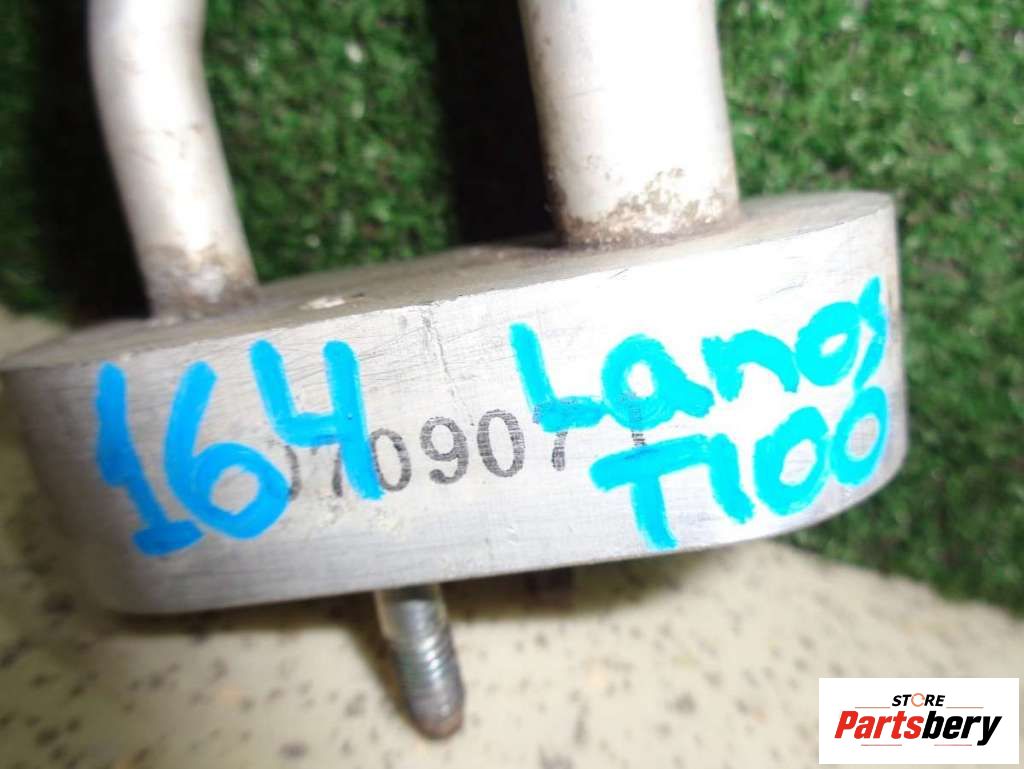 164
Lanos
T100
STORE
Partsbery